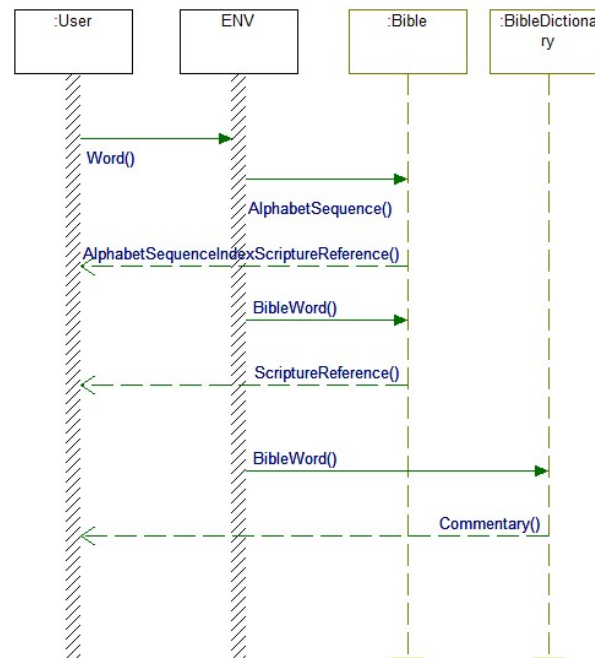 :User
ENV
:Bible
:BibleDictiona
ry
Word()
AlphabetSequence()
AlphabetSequenceIndexScriptureReference()
BibleWord()
ScriptureReference()
BibleWord()
Commentary()